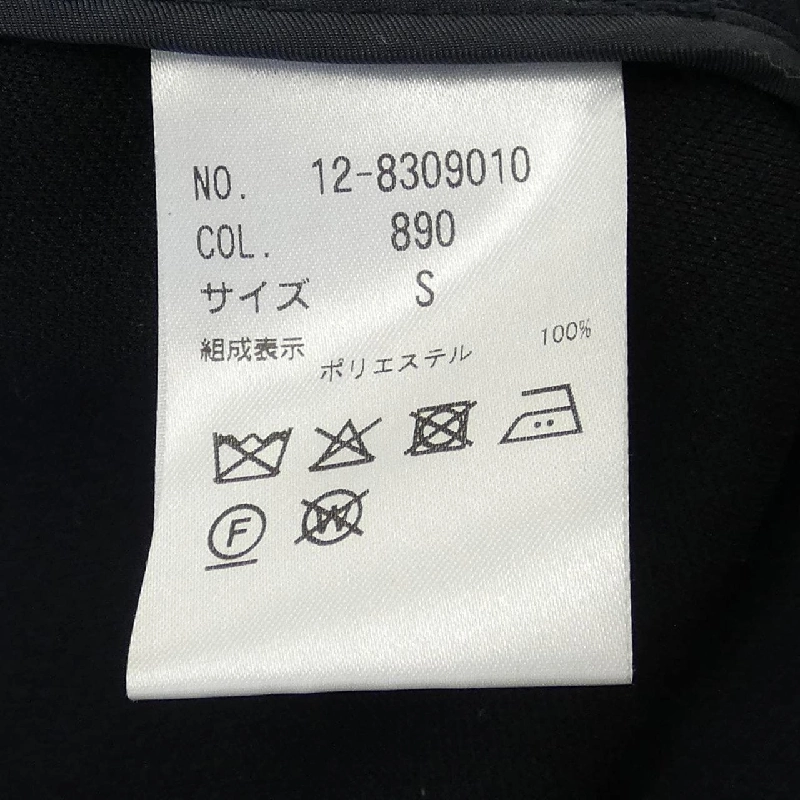 NO. 12-8309010
COL. 890
サイズ S
組成表示
ポリエステル 100%
F W